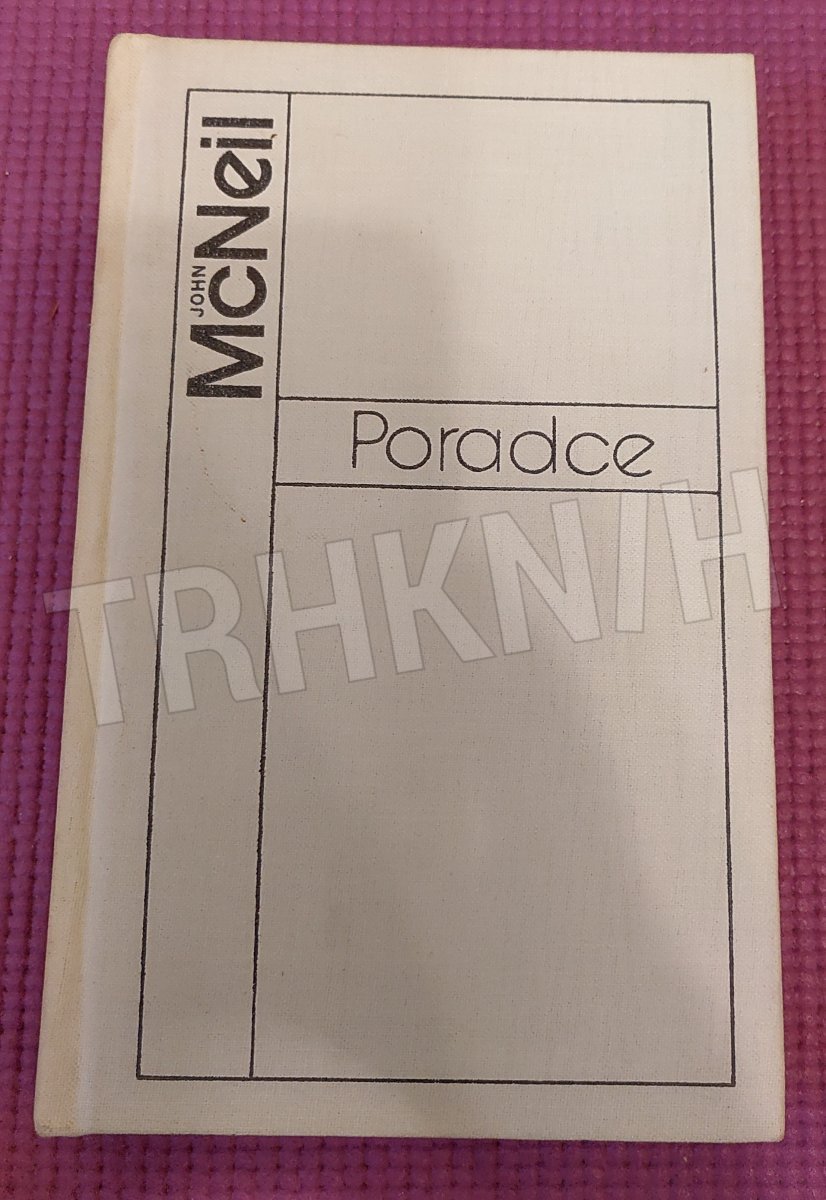 JOHN
McNeil
Poradce
TRHKNIH